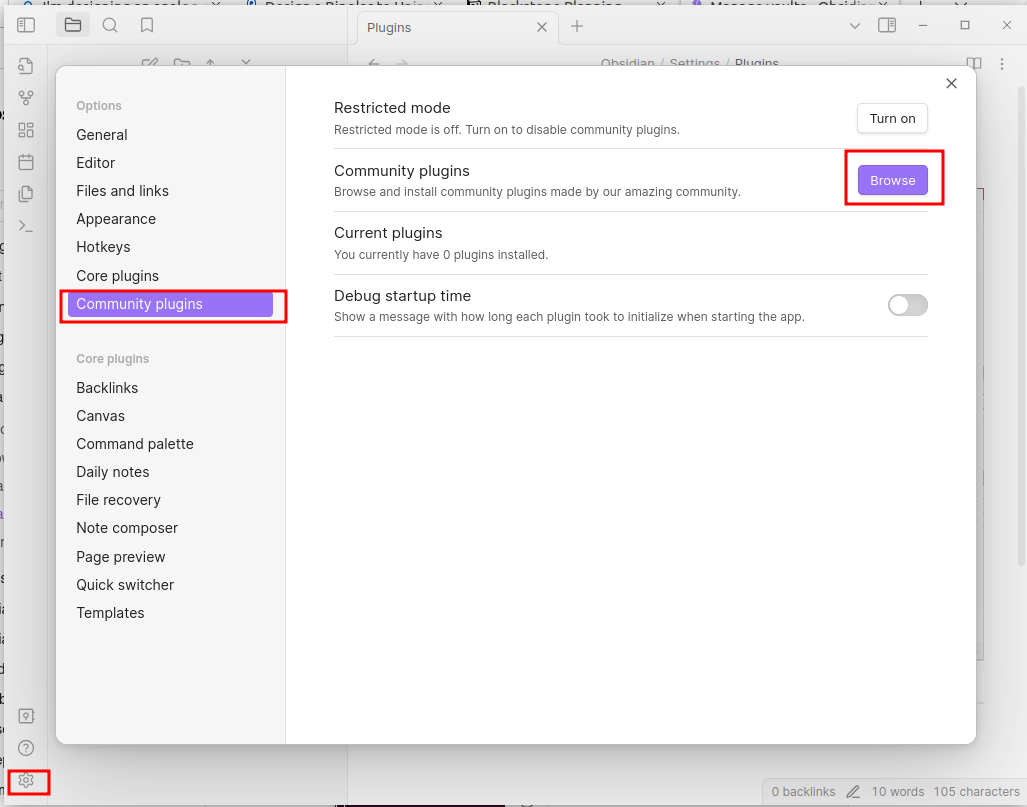 Plugins
Obsidian / Settings / Plugins
Options
General
Editor
Files and links
Appearance
Hotkeys
Core plugins
Community plugins
Core plugins
Backlinks
Canvas
Command palette
Daily notes
File recovery
Note composer
Page preview
Quick switcher
Templates
Restricted mode
Restricted mode is off. Turn on to disable community plugins.
Turn on
Community plugins
Browse and install community plugins made by our amazing community.
Browse
Current plugins
You currently have 0 plugins installed.
Debug startup time
Show a message with how long each plugin took to initialize when starting the app.
0 backlinks
10 words
105 characters